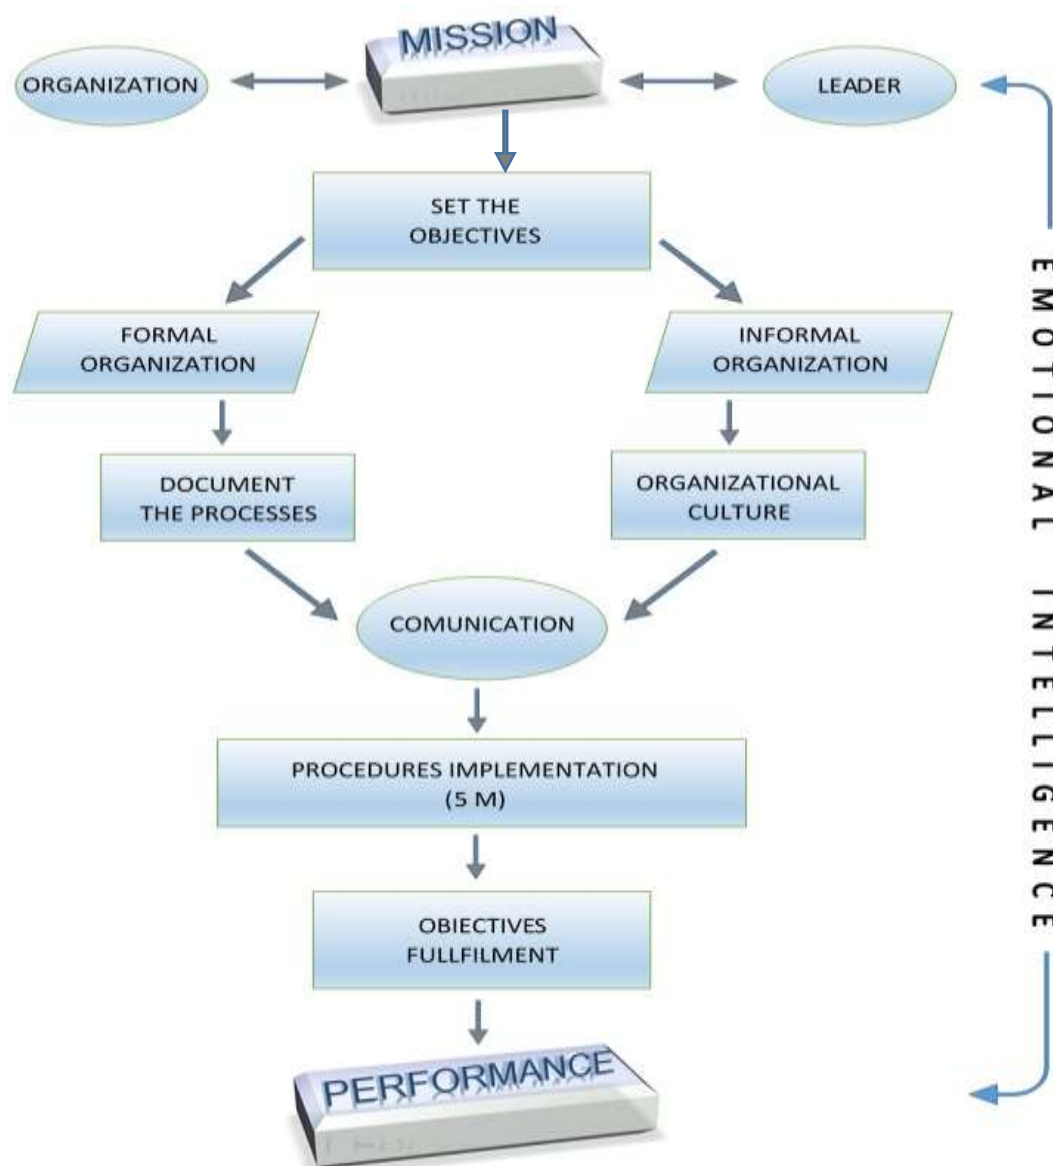 MISSION
ORGANIZATION
LEADER
SET THE
OBJECTIVES
FORMAL
ORGANIZATION
INFORMAL
ORGANIZATION
DOCUMENT
THE PROCESSES
ORGANIZATIONAL
CULTURE
COMUNICATION
PROCEDURES IMPLEMENTATION
(5 M)
OBIECTIVES
FULLFILMENT
PERFORMANCE
EMOTIONAL INTELLIGENCE